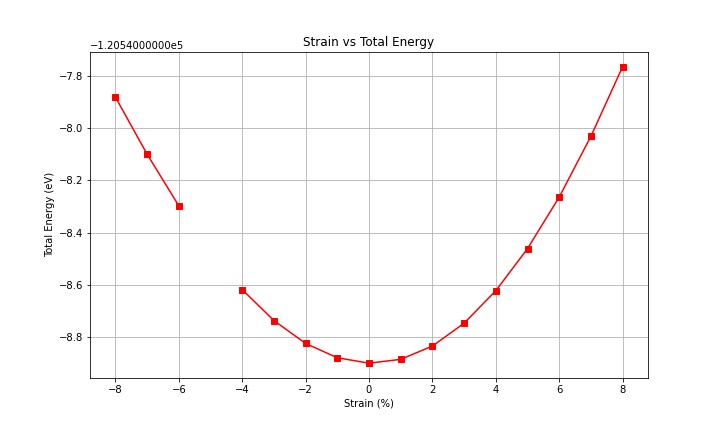 Strain vs Total Energy
−1.2054000000e5
−7.8
−8.0
−8.2
−8.4
−8.6
−8.8
Total Energy (eV)
−8 −6 −4 −2 0 2 4 6 8
Strain (%)